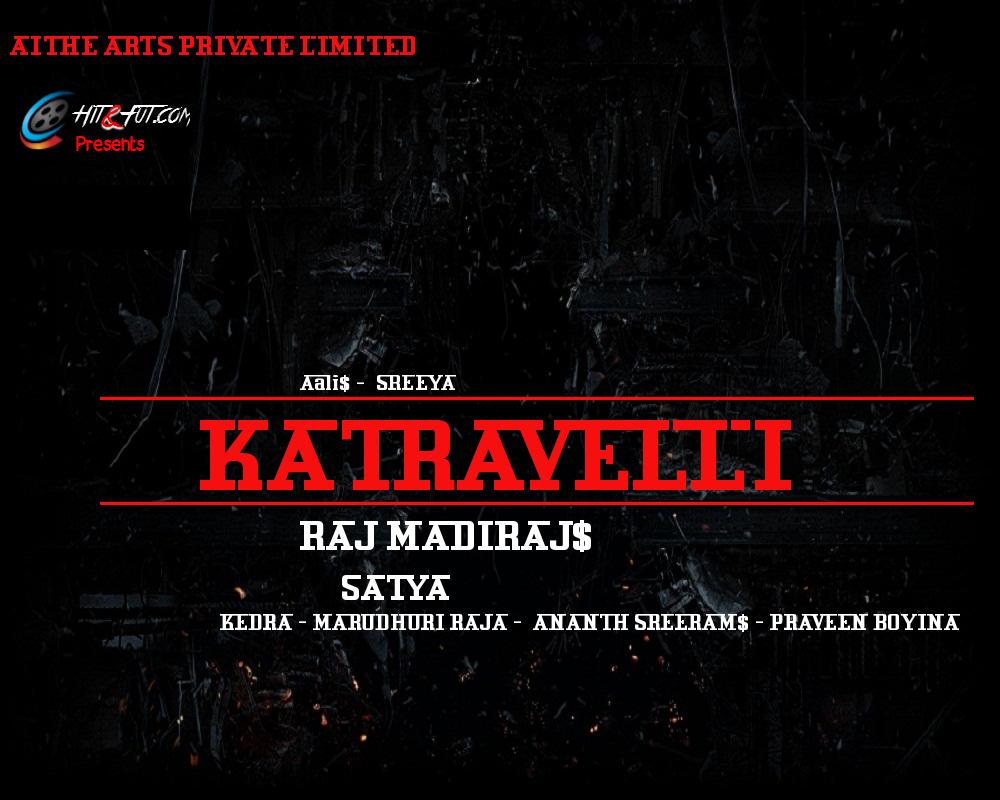 AITHE ARTS PRIVATE LIMITED
HIT&FUT.COM
Presents
Aali$ - SREEYA
KATRAVELLI
RAJ MADIRAJ$
SATYA
KEDRA - MARUDHURI RAJA - ANANTH SREERAM$ - PRAVEEN BOYINA